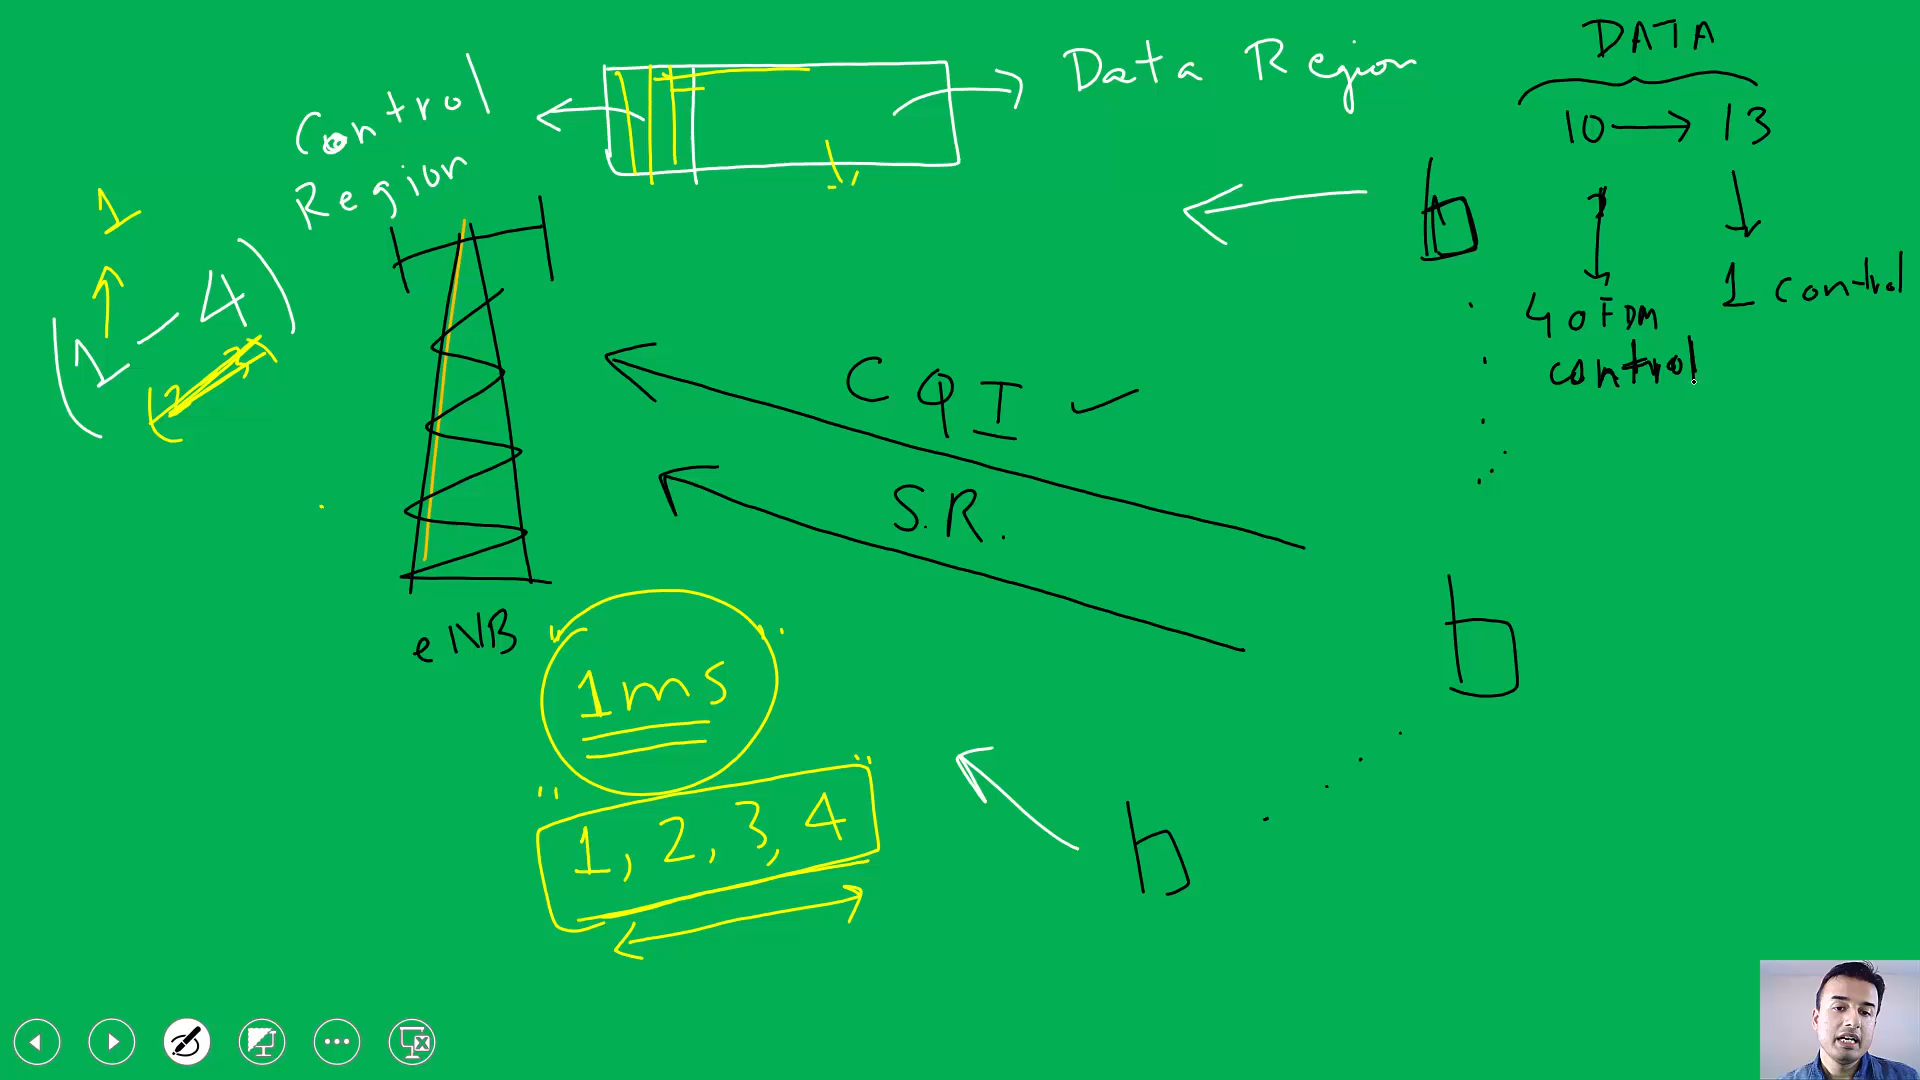 DATA
Control
Region
Data Region
10 → 13
1
(1-4)
1 control
4 OFDM
control
CQI ✓
S.R.
eNB
1ms
1, 2, 3, 4